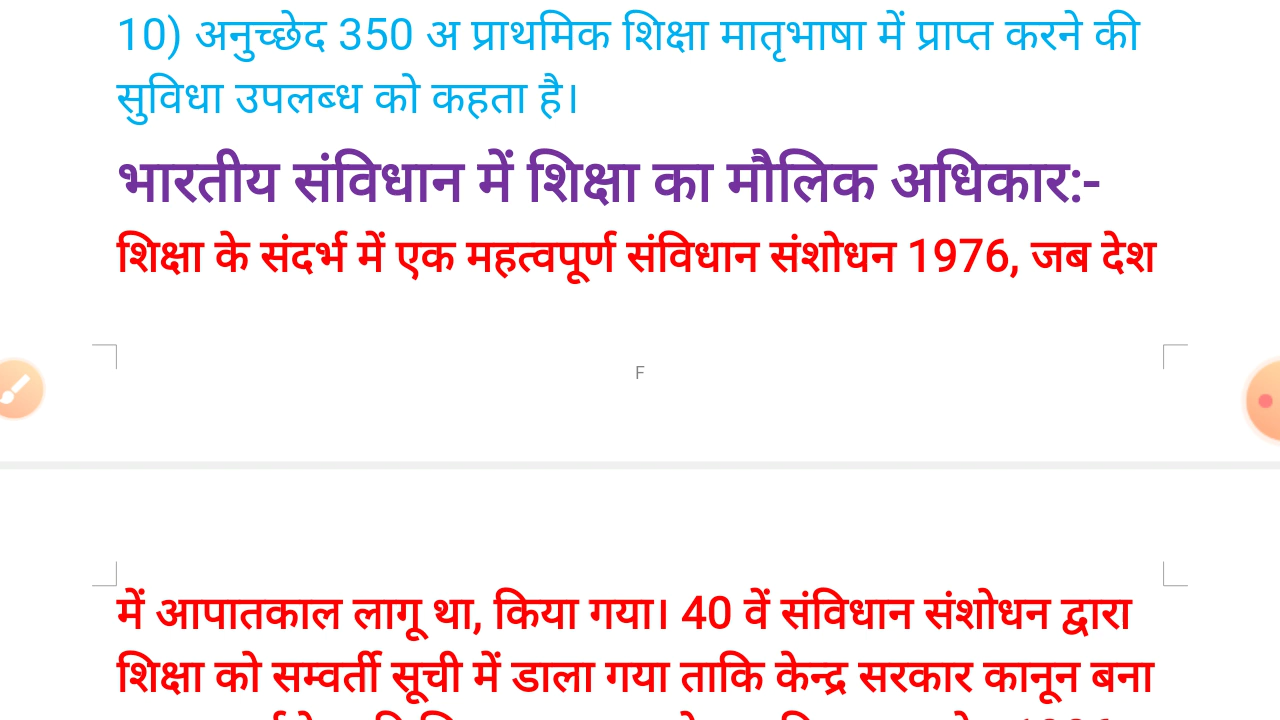 10) अनुच्छेद 350 अ प्राथमिक शिक्षा मातृभाषा में प्राप्त करने की
सुविधा उपलब्ध को कहता है।
भारतीय संविधान में शिक्षा का मौलिक अधिकार:-
शिक्षा के संदर्भ में एक महत्वपूर्ण संविधान संशोधन 1976, जब देश
F
में आपातकाल लागू था, किया गया। 40 वें संविधान संशोधन द्वारा
शिक्षा को सम्वर्ती सूची में डाला गया ताकि केन्द्र सरकार कानून बना